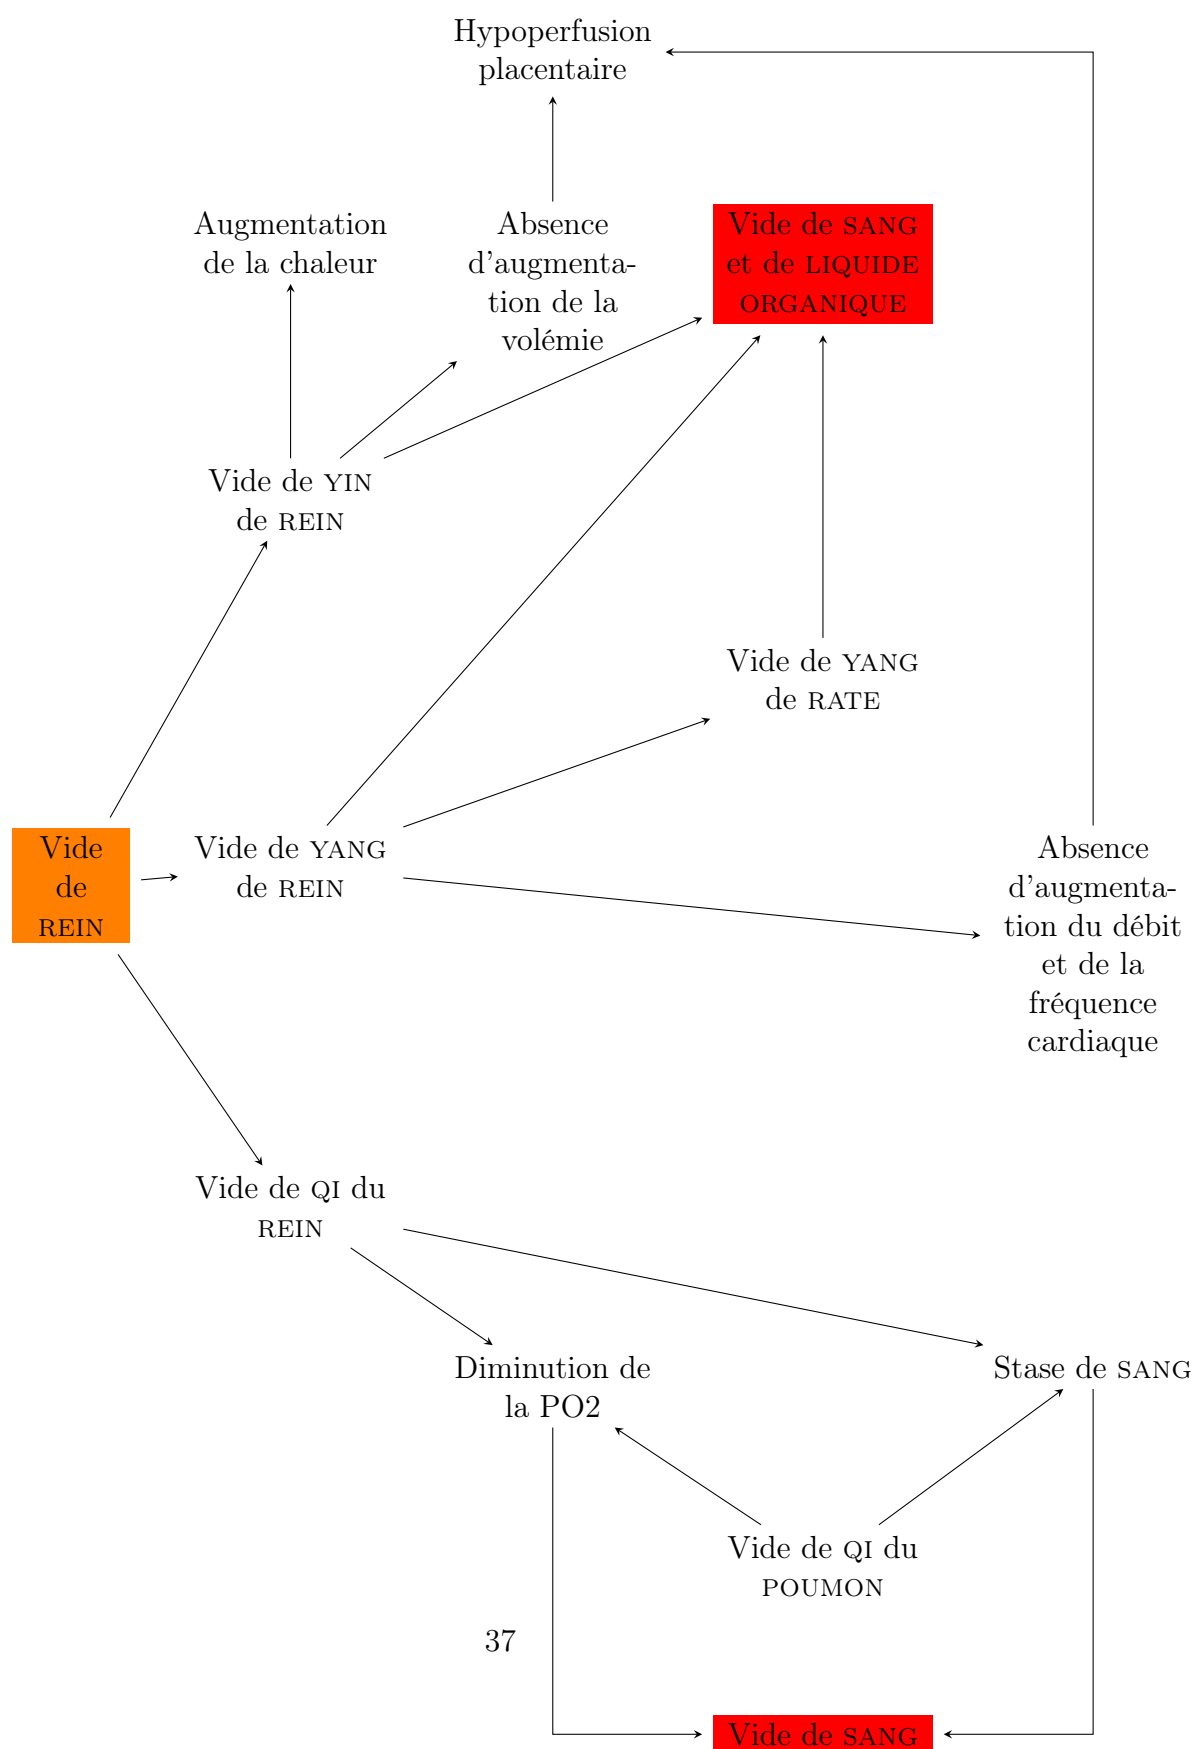 Hypoperfusion
placentaire
Augmentation
de la chaleur
Absence
d'augmenta-
tion de la
volémie
Vide de SANG
et de LIQUIDE
ORGANIQUE
Vide de YIN
de REIN
Vide de YANG
de RATE
Vide
de
REIN
Vide de YANG
de REIN
Absence
d'augmenta-
tion du débit
et de la
fréquence
cardiaque
Vide de QI du
REIN
Diminution de
la PO2
Stase de SANG
Vide de QI du
POUMON
37
Vide de SANG